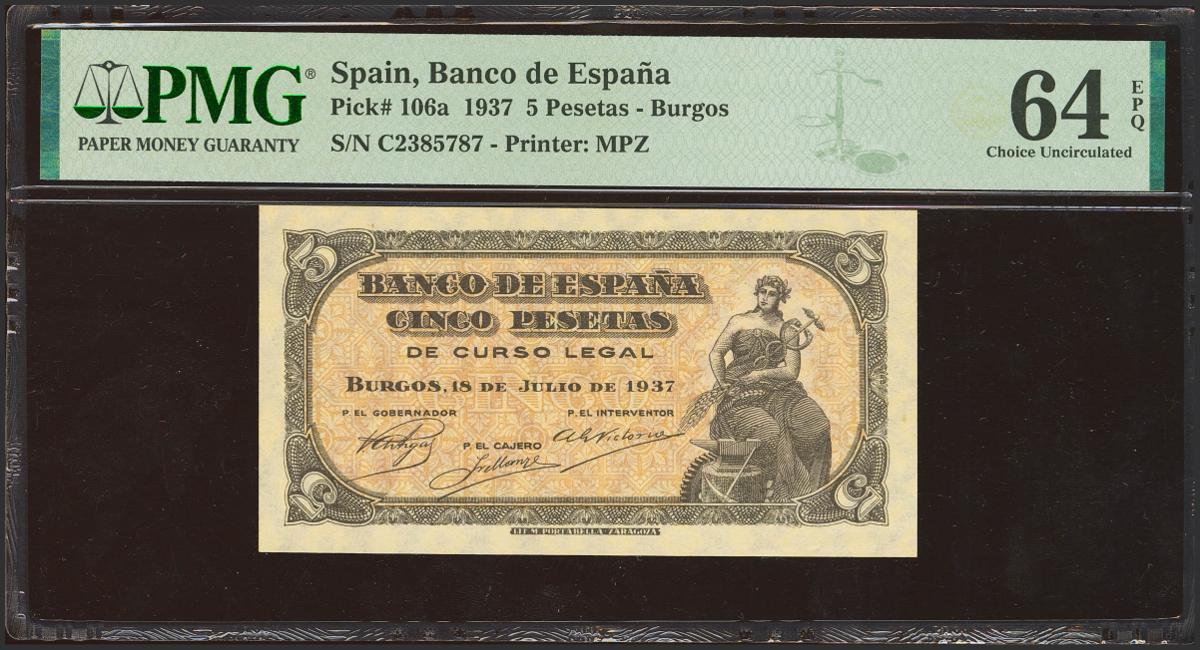 PMG®
PAPER MONEY GUARANTY
Spain, Banco de España
Pick# 106a 1937 5 Pesetas - Burgos
S/N C2385787 - Printer: MPZ
64
EPQ
Choice Uncirculated
5
5
BANCO DE ESPAÑA
CINCO PESETAS
DE CURSO LEGAL
BURGOS, 18 DE JULIO DE 1937
CINCO
P. EL GOBERNADOR
P. EL INTERVENTOR
P. EL CAJERO
5
5
LIT. M. PORTABELLA ZARAGOZA